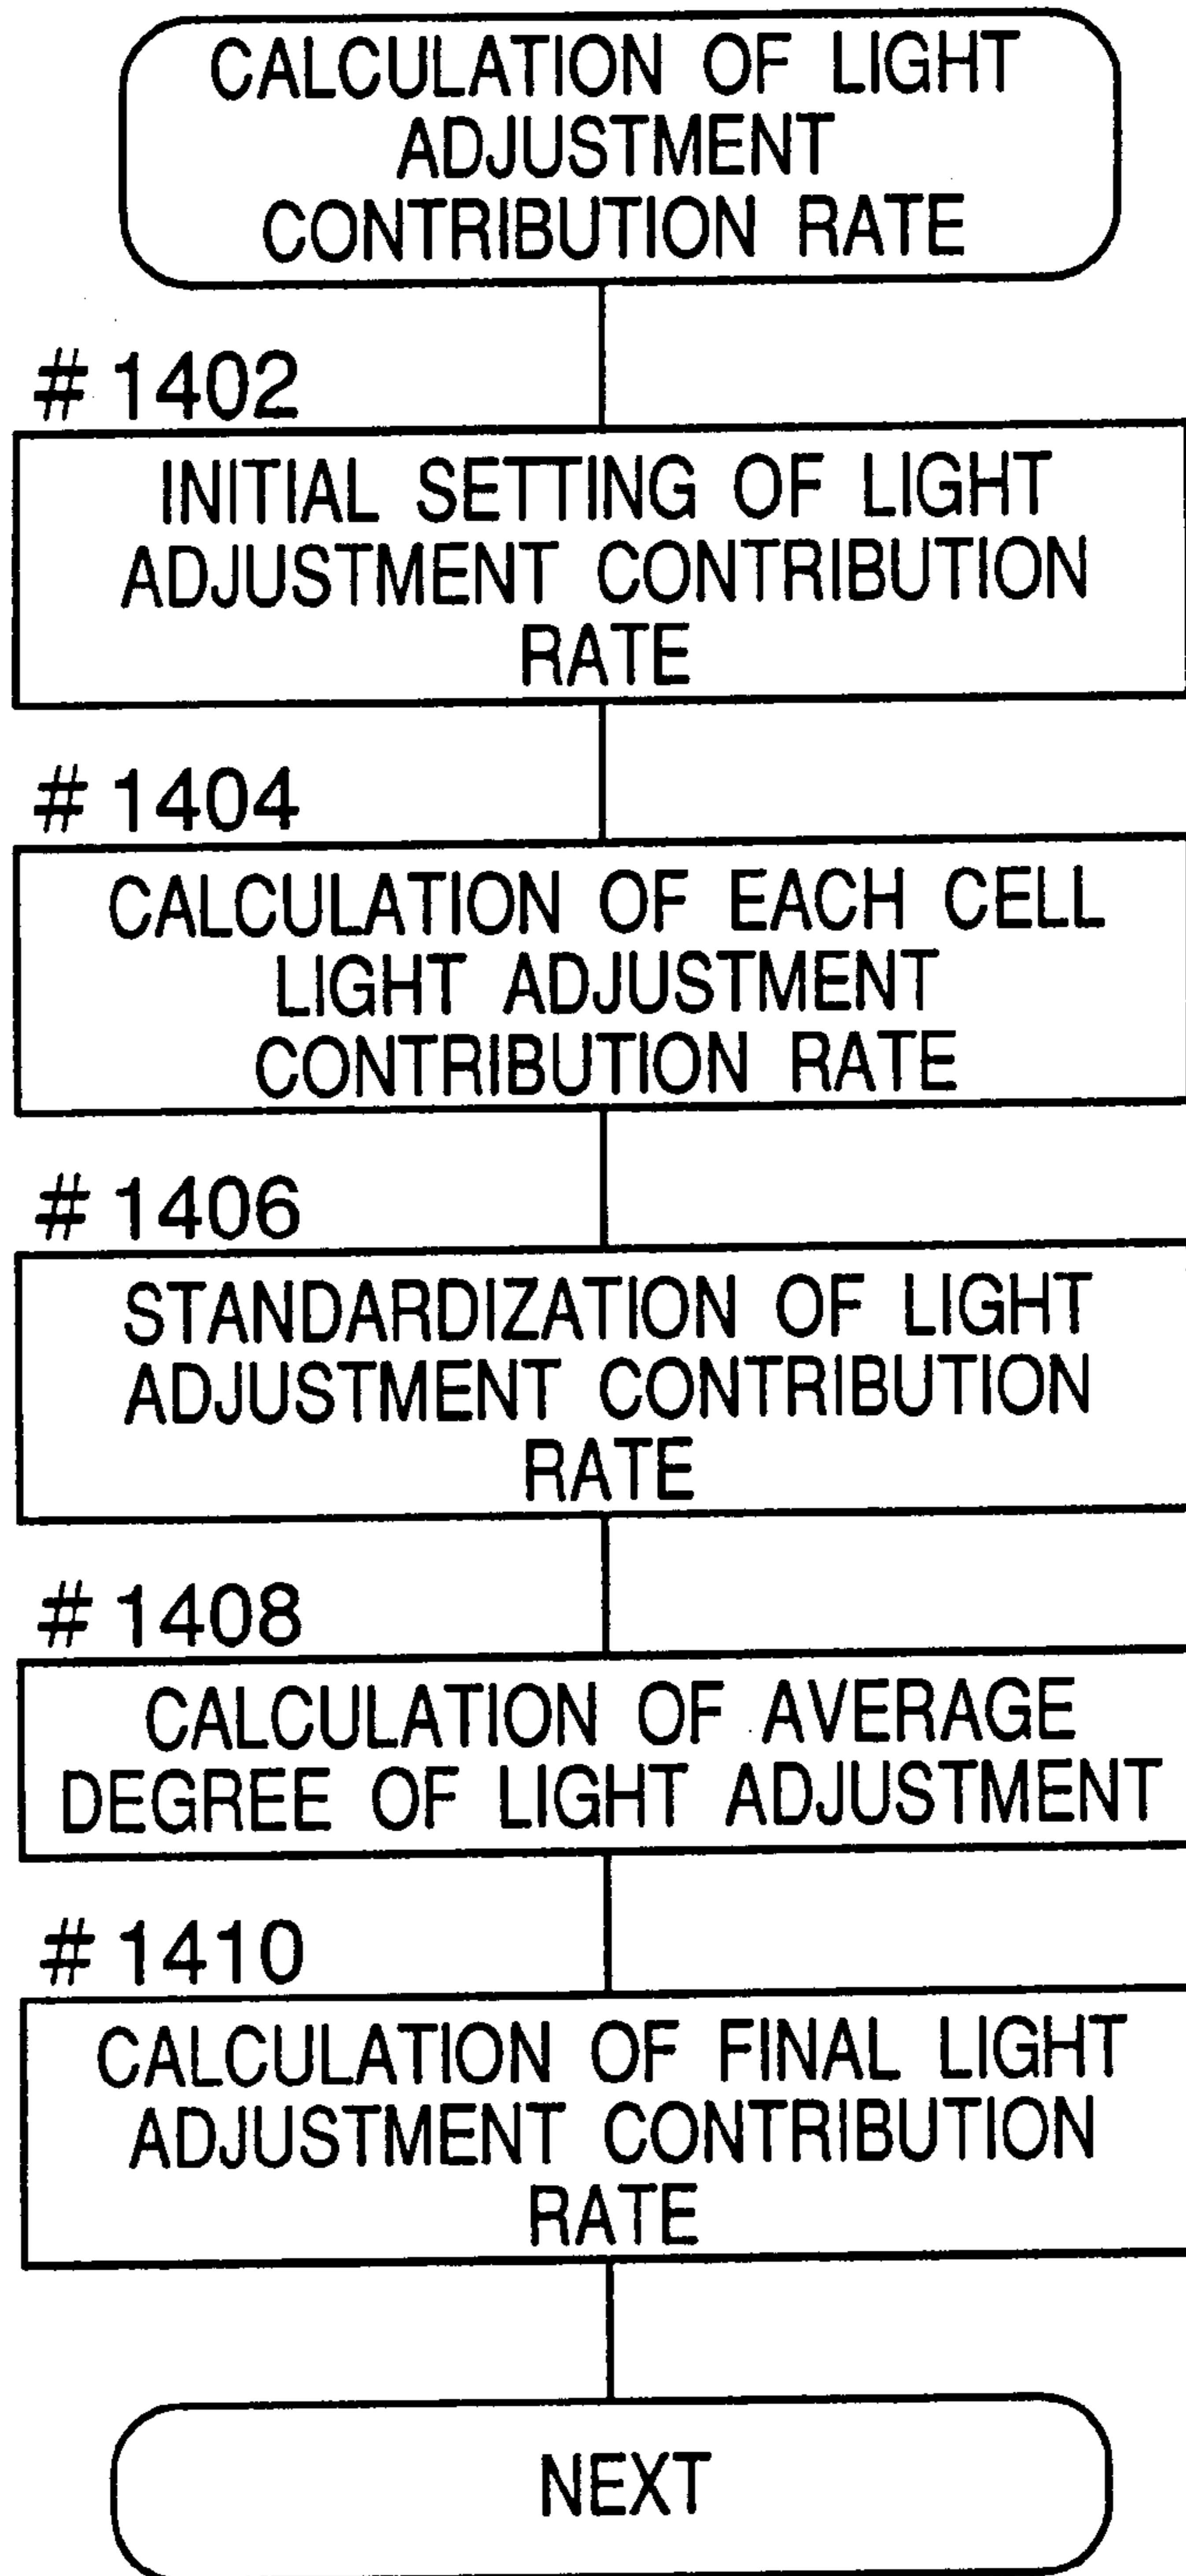 CALCULATION OF LIGHT
ADJUSTMENT
CONTRIBUTION RATE
# 1402
INITIAL SETTING OF LIGHT
ADJUSTMENT CONTRIBUTION
RATE
# 1404
CALCULATION OF EACH CELL
LIGHT ADJUSTMENT
CONTRIBUTION RATE
# 1406
STANDARDIZATION OF LIGHT
ADJUSTMENT CONTRIBUTION
RATE
# 1408
CALCULATION OF AVERAGE
DEGREE OF LIGHT ADJUSTMENT
# 1410
CALCULATION OF FINAL LIGHT
ADJUSTMENT CONTRIBUTION
RATE
NEXT